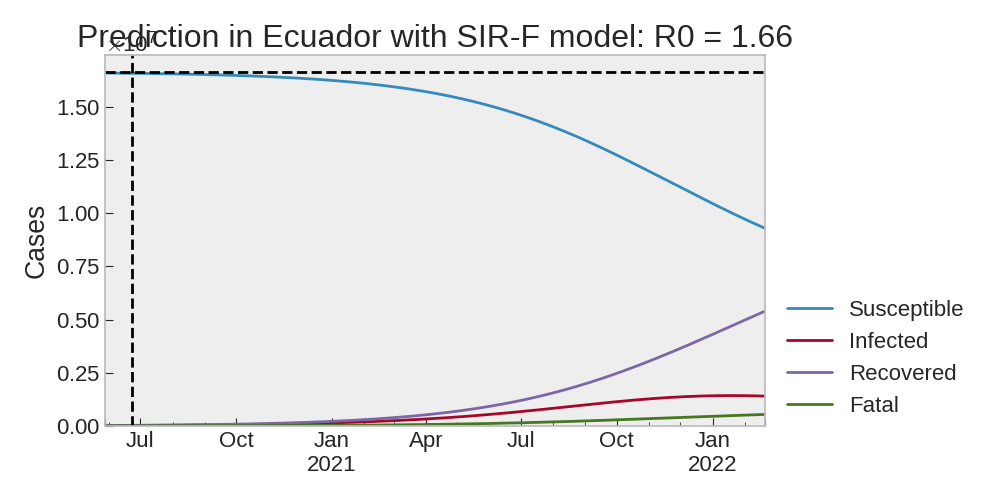 Prediction in Ecuador with SIR-F model: R0 = 1.66
1.50
1.25
1.00
0.75
0.50
0.25
0.00
Cases
Jul Oct Jan Apr Jul Oct Jan
2021 2022
Susceptible
Infected
Recovered
Fatal